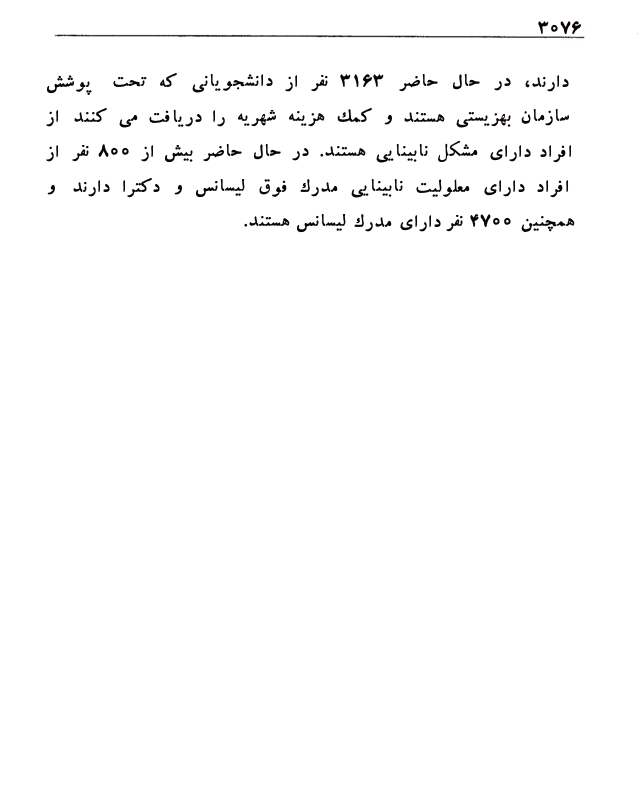 ۳۰۷۶
دارند، در حال حاضر ۳۱۶۳ نفر از دانشجویانی که تحت پوشش
سازمان بهزیستی هستند و کمك هزینه شهریه را دریافت می کنند از
افراد دارای مشکل نابینایی هستند. در حال حاضر بیش از ۸۰۰ نفر از
افراد دارای معلولیت نابینایی مدرك فوق لیسانس و دکترا دارند و
همچنین ۴۷۰۰ نفر دارای مدرك لیسانس هستند.